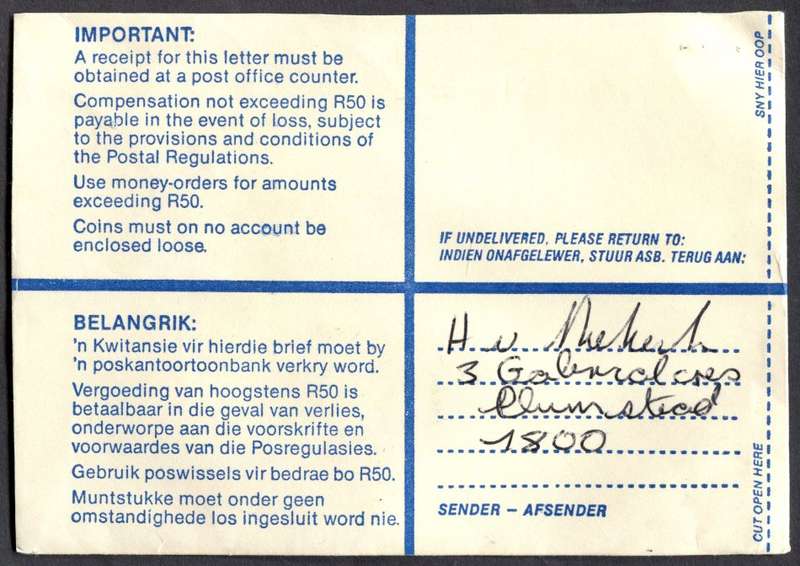 IMPORTANT:
A receipt for this letter must be
obtained at a post office counter.
Compensation not exceeding R50 is
payable in the event of loss, subject
to the provisions and conditions of
the Postal Regulations.
Use money-orders for amounts
exceeding R50.
Coins must on no account be
enclosed loose.
SNY HIER OOP
IF UNDELIVERED, PLEASE RETURN TO:
INDIEN ONAFGELEWER, STUUR ASB. TERUG AAN:
BELANGRIK:
'n Kwitansie vir hierdie brief moet by
'n poskantoortoonbank verkry word.
Vergoeding van hoogstens R50 is
betaalbaar in die geval van verlies,
onderworpe aan die voorskrifte en
voorwaardes van die Posregulasies.
Gebruik poswissels vir bedrae bo R50.
Muntstukke moet onder geen
omstandighede los ingesluit word nie.
H v
3
Plumstead
1800
SENDER – AFSENDER
CUT OPEN HERE